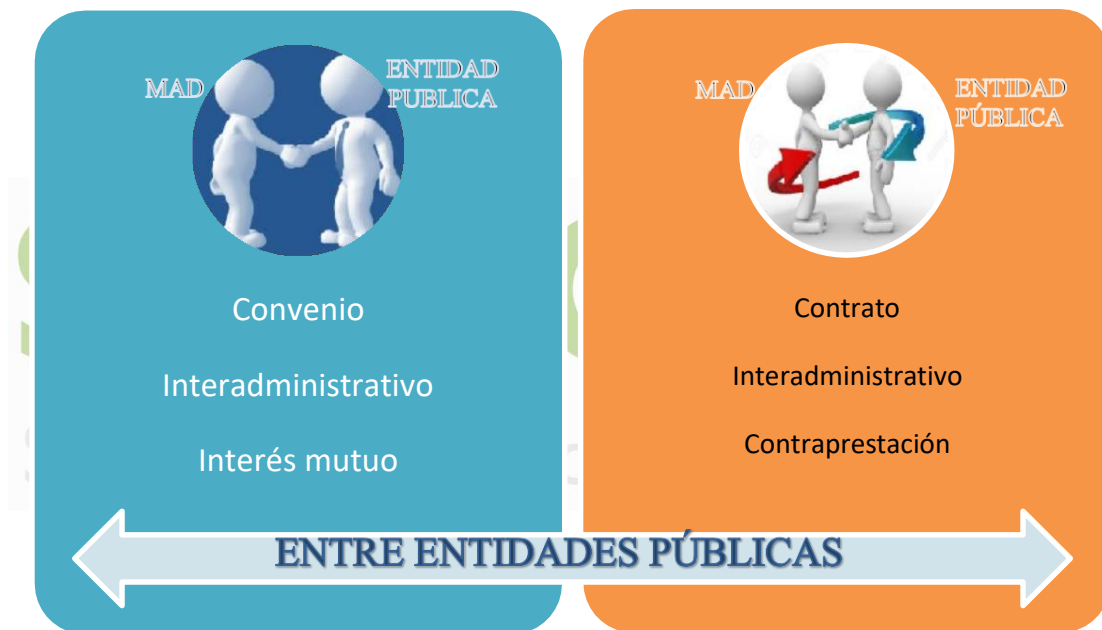 MAD
ENTIDAD
PUBLICA
Convenio
Interadministrativo
Interés mutuo
MAD
ENTIDAD
PÚBLICA
Contrato
Interadministrativo
Contraprestación
ENTRE ENTIDADES PÚBLICAS